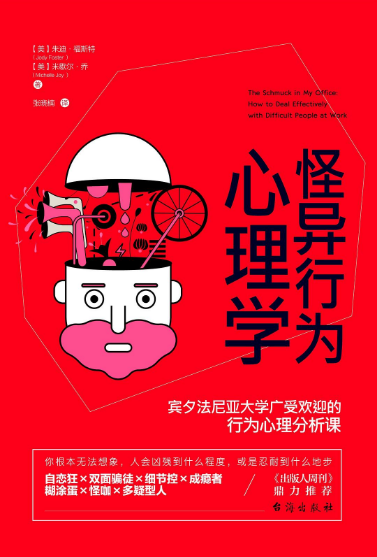 【美】朱迪·福斯特
(Jody Foster)
【美】米歇尔·乔
(Michelle Joy)
著
张晓楠 译
The Schmuck in My Office:
How to Deal Effectively
with Difficult People at Work
怪异行为
心理学
宾夕法尼亚大学广受欢迎的
行为心理分析课
你根本无法想象，人会凶强到什么程度，或是忍耐到什么地步
自恋狂×双面骗徒×细节控×成瘾者
糊涂蛋×怪咖×多疑型人
《出版人周刊》
鼎力推荐
台海出版社